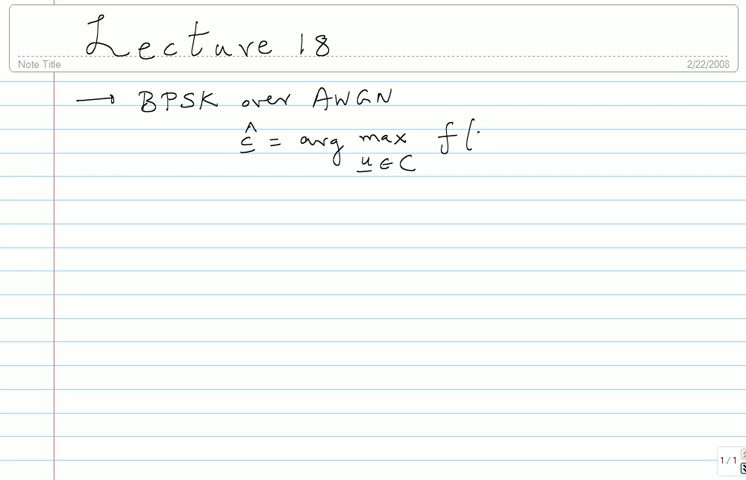 Lecture 18
Note Title
2/22/2008
→ BPSK over AWGN
ĉ = arg max f(
u ∈ C
1/1